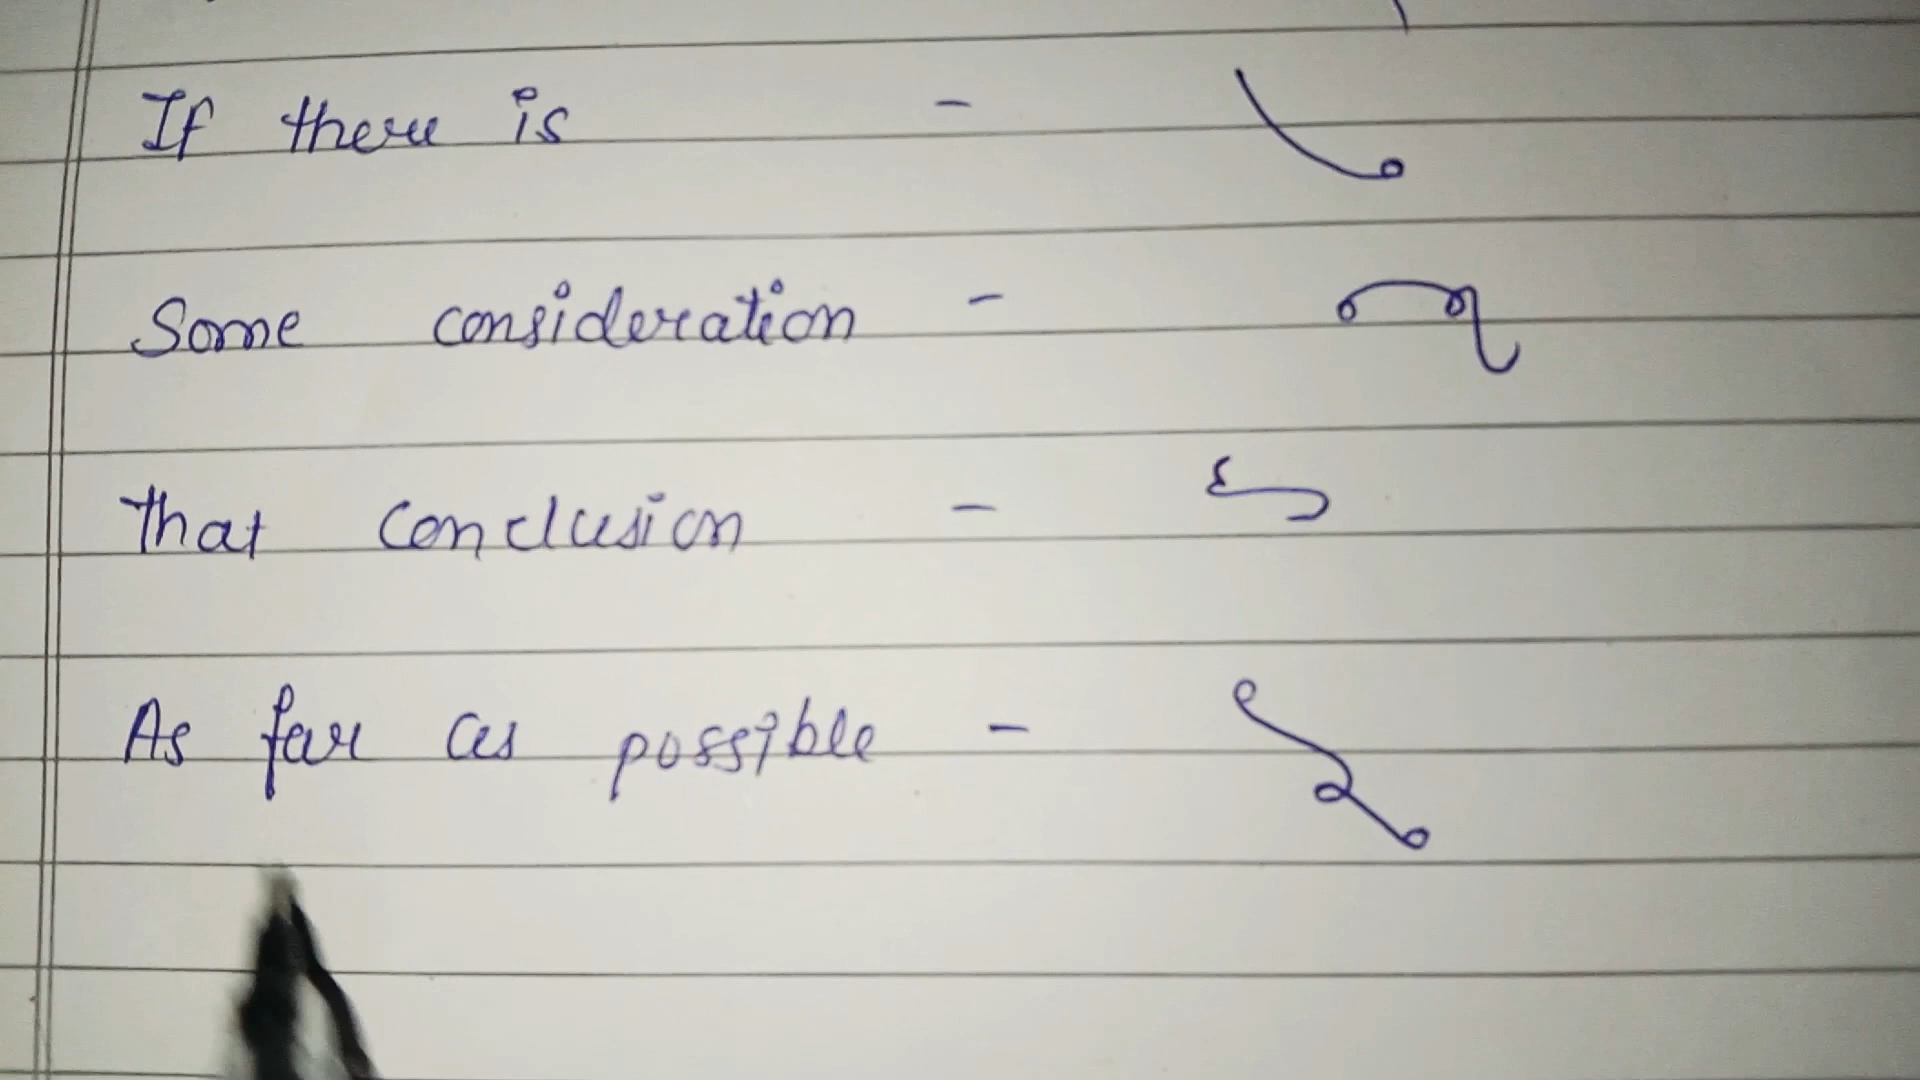 If there is -
Some consideration -
That conclusion -
As far as possible -